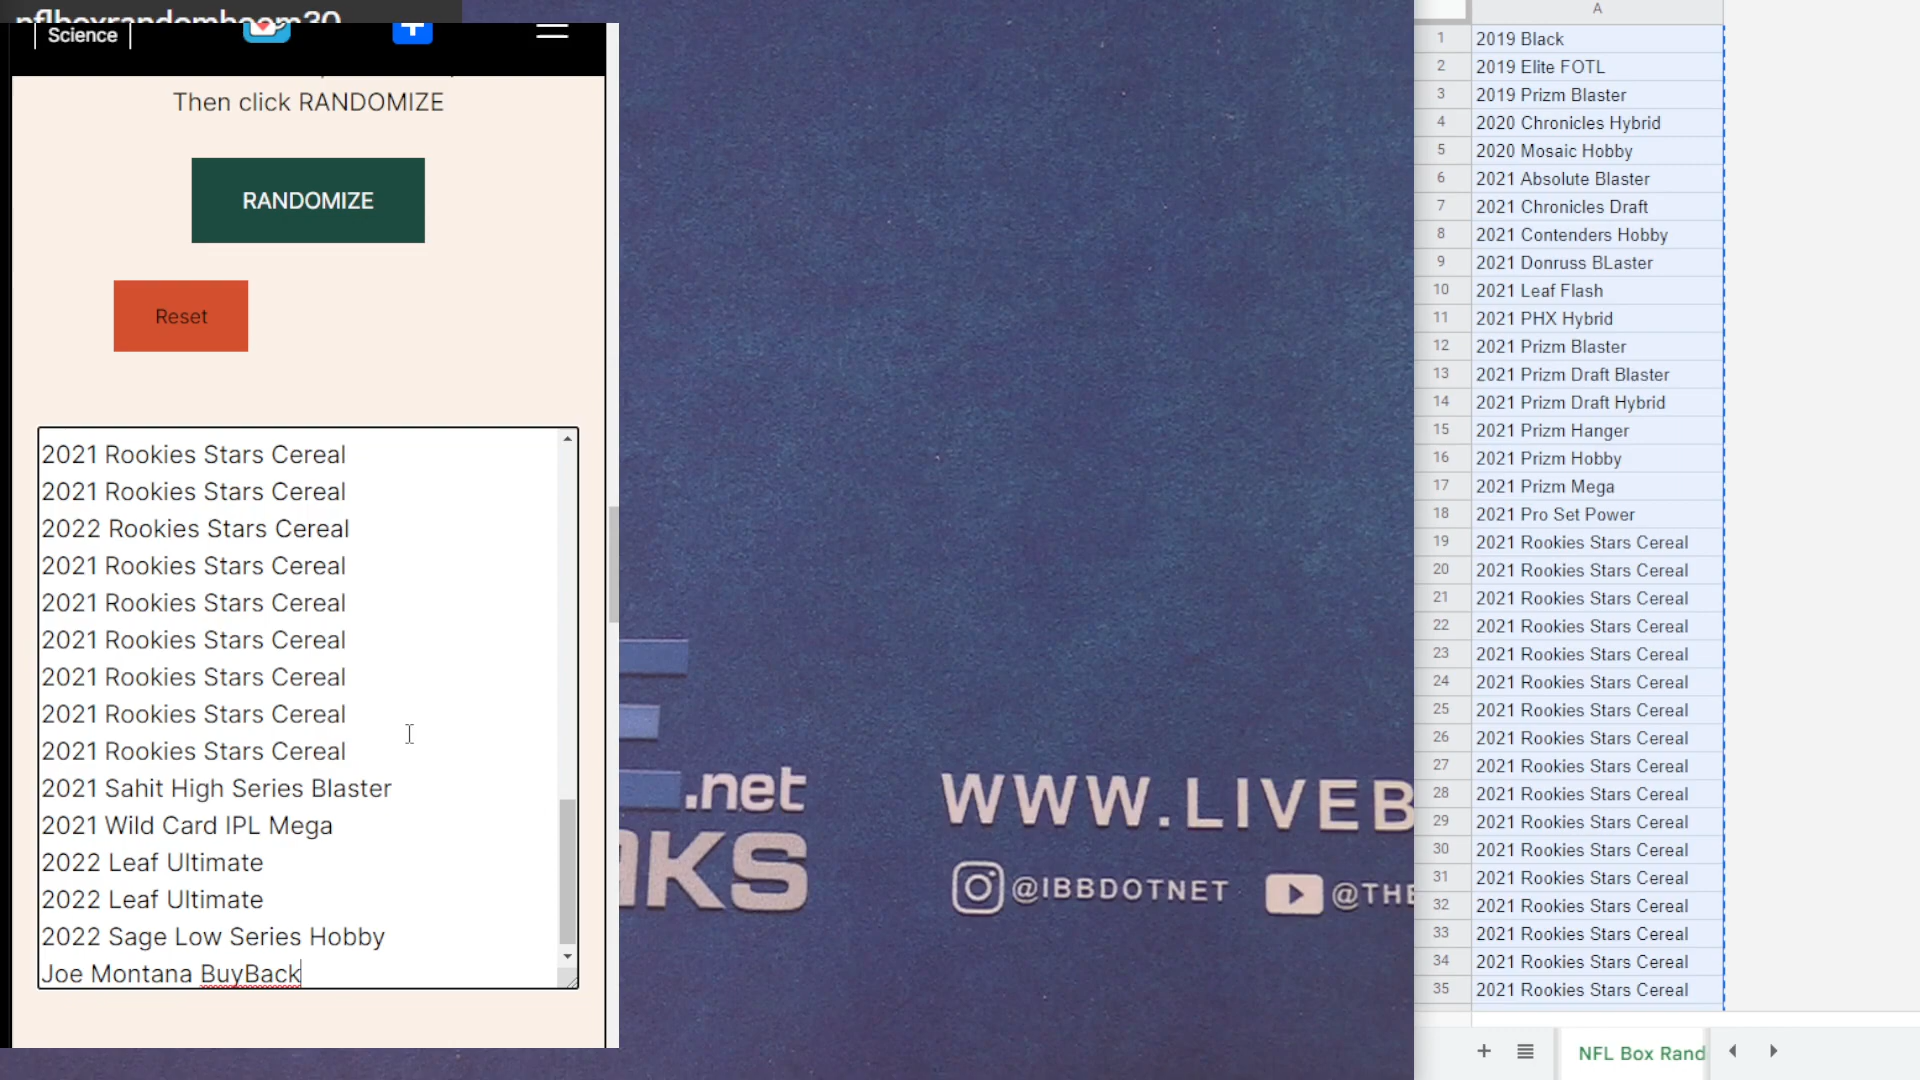 nflboxrandomboom30
Science
Then click RANDOMIZE
RANDOMIZE
Reset
2021 Rookies Stars Cereal
2021 Rookies Stars Cereal
2022 Rookies Stars Cereal
2021 Rookies Stars Cereal
2021 Rookies Stars Cereal
2021 Rookies Stars Cereal
2021 Rookies Stars Cereal
2021 Rookies Stars Cereal
2021 Rookies Stars Cereal
2021 Sahit High Series Blaster
2021 Wild Card IPL Mega
2022 Leaf Ultimate
2022 Leaf Ultimate
2022 Sage Low Series Hobby
Joe Montana BuyBack
.net
AKS
WWW.LIVEB
@IBBDOTNET
@THE
A
1 2019 Black
2 2019 Elite FOTL
3 2019 Prizm Blaster
4 2020 Chronicles Hybrid
5 2020 Mosaic Hobby
6 2021 Absolute Blaster
7 2021 Chronicles Draft
8 2021 Contenders Hobby
9 2021 Donruss BLaster
10 2021 Leaf Flash
11 2021 PHX Hybrid
12 2021 Prizm Blaster
13 2021 Prizm Draft Blaster
14 2021 Prizm Draft Hybrid
15 2021 Prizm Hanger
16 2021 Prizm Hobby
17 2021 Prizm Mega
18 2021 Pro Set Power
19 2021 Rookies Stars Cereal
20 2021 Rookies Stars Cereal
21 2021 Rookies Stars Cereal
22 2021 Rookies Stars Cereal
23 2021 Rookies Stars Cereal
24 2021 Rookies Stars Cereal
25 2021 Rookies Stars Cereal
26 2021 Rookies Stars Cereal
27 2021 Rookies Stars Cereal
28 2021 Rookies Stars Cereal
29 2021 Rookies Stars Cereal
30 2021 Rookies Stars Cereal
31 2021 Rookies Stars Cereal
32 2021 Rookies Stars Cereal
33 2021 Rookies Stars Cereal
34 2021 Rookies Stars Cereal
35 2021 Rookies Stars Cereal
NFL Box Rand